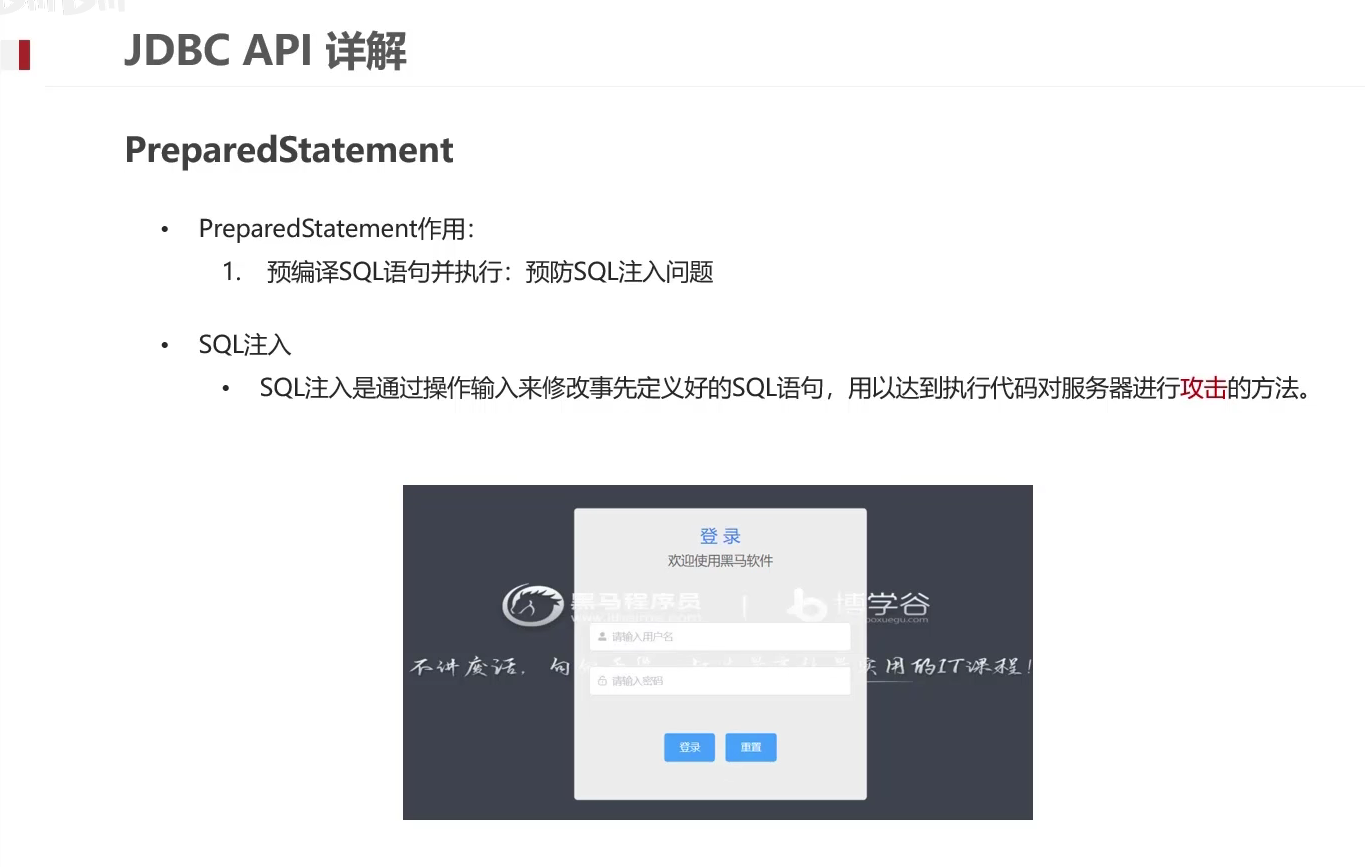 JDBC API 详解
PreparedStatement
• PreparedStatement作用：
1. 预编译SQL语句并执行：预防SQL注入问题
• SQL注入
• SQL注入是通过操作输入来修改事先定义好的SQL语句，用以达到执行代码对服务器进行攻击的方法。
登 录
欢迎使用黑马软件
黑马程序员
博学谷
boxuegu.com
请输入用户名
不讲废话，句
实用的IT课程！
请输入密码
登录 重置